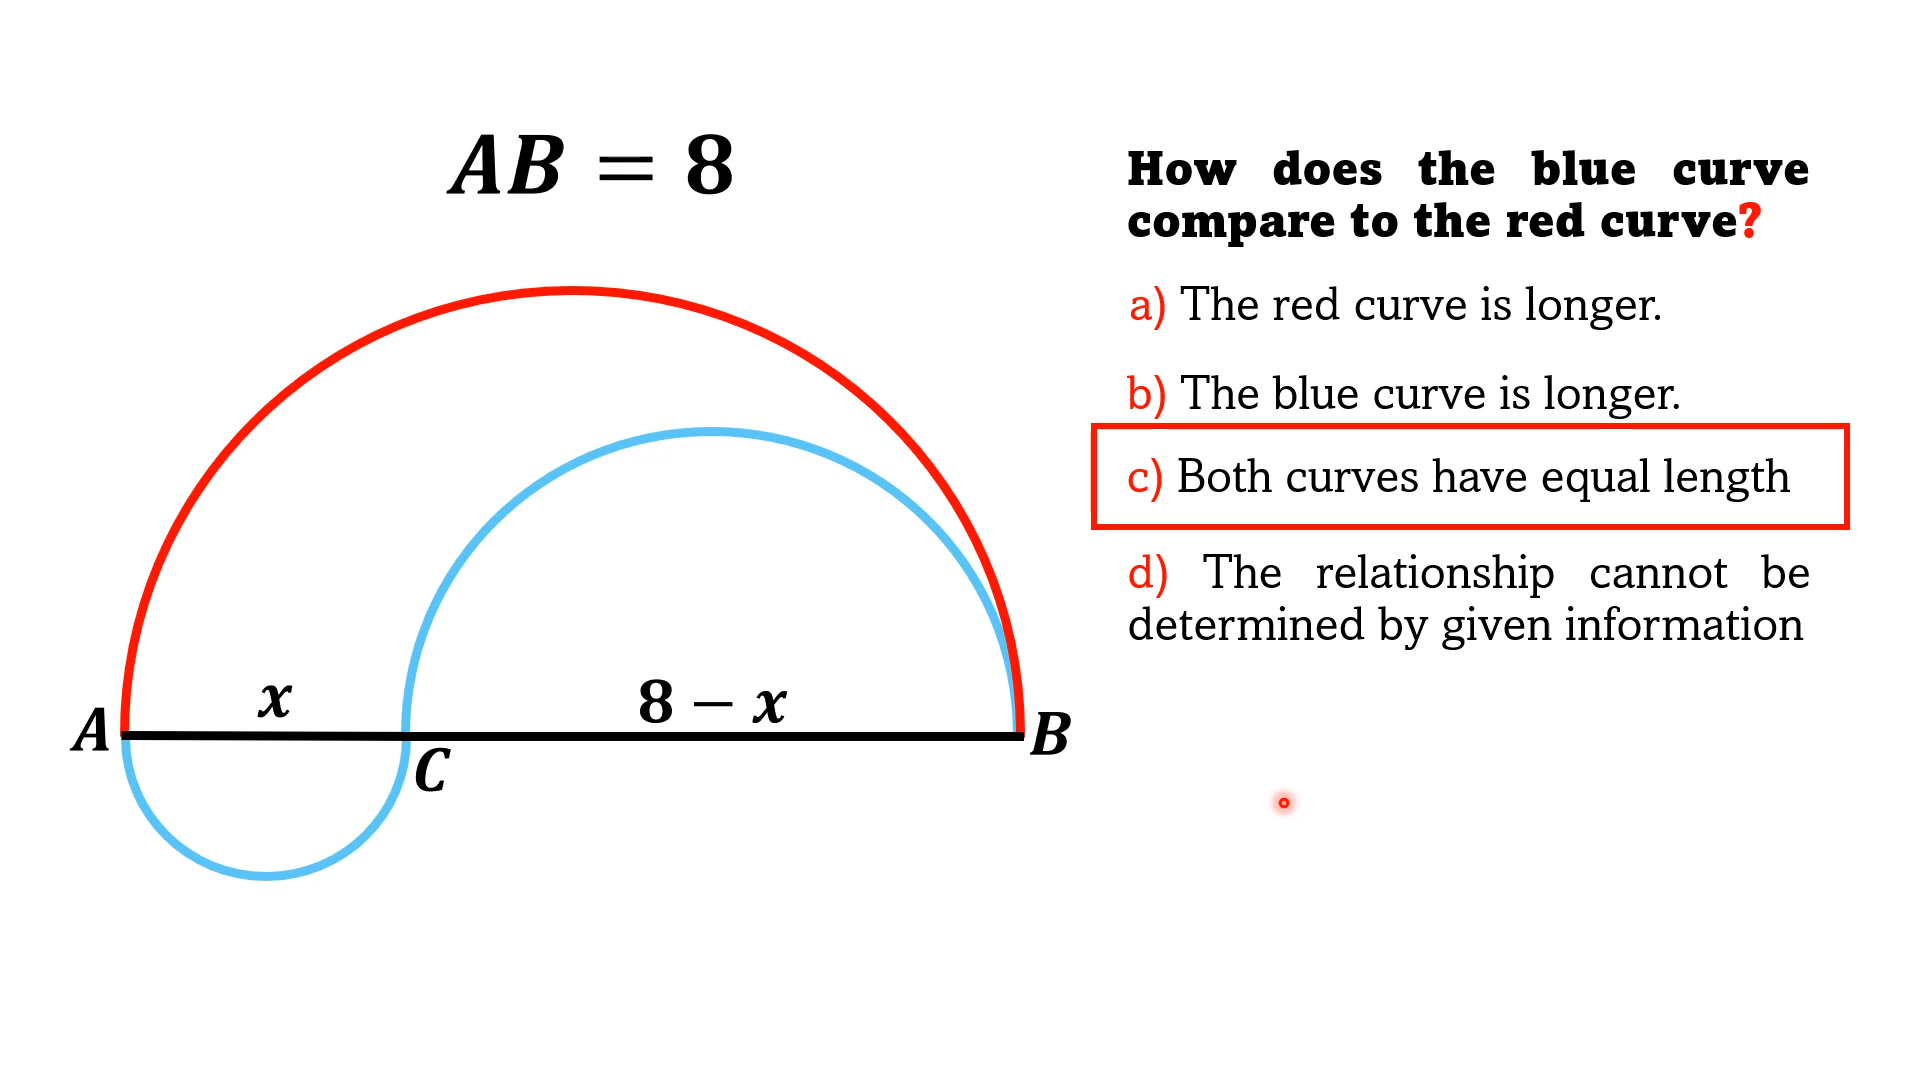 AB = 8
How does the blue curve
compare to the red curve?
a) The red curve is longer.
b) The blue curve is longer.
c) Both curves have equal length
d) The relationship cannot be
determined by given information
x
8 − x
A
B
C